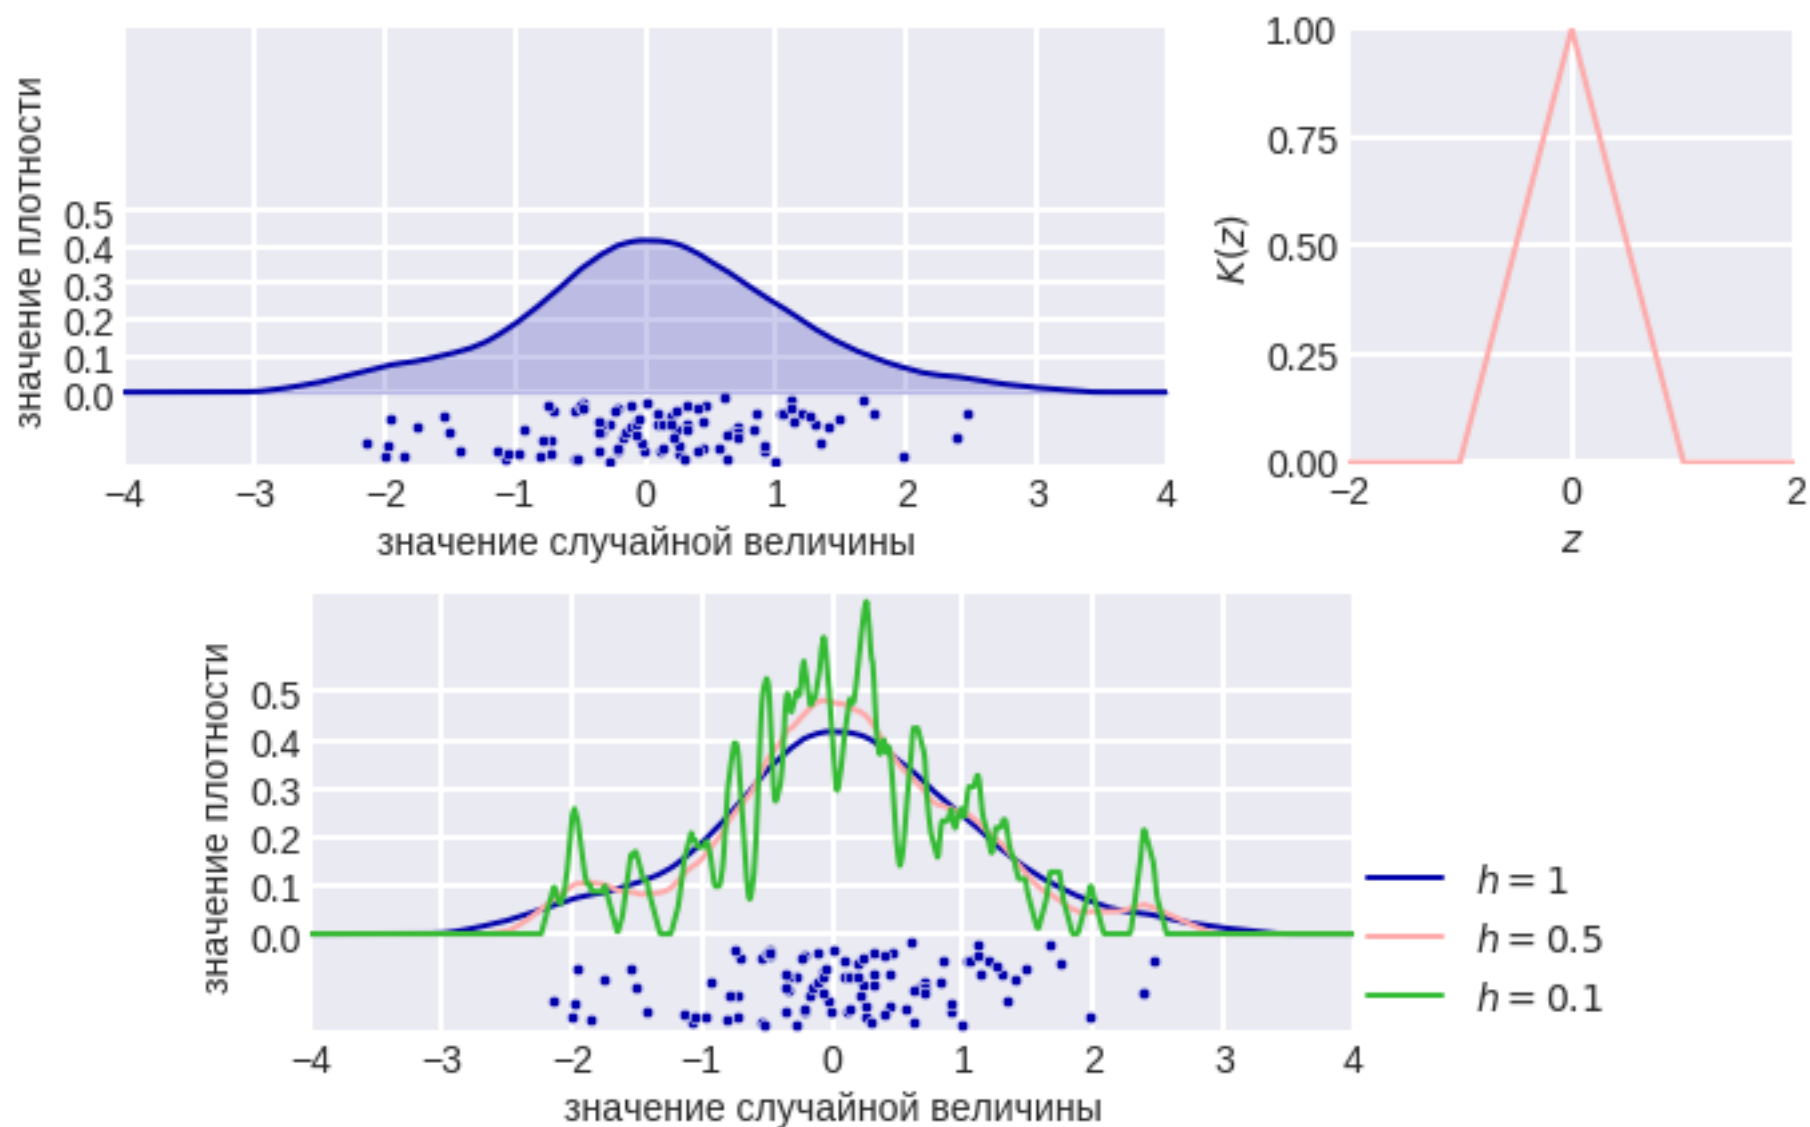 значение плотности
0.5
0.4
0.3
0.2
0.1
0.0
−4 −3 −2 −1 0 1 2 3 4
значение случайной величины
K(z)
1.00
0.75
0.50
0.25
0.00
−2 0 2
z
значение плотности
0.5
0.4
0.3
0.2
0.1
0.0
−4 −3 −2 −1 0 1 2 3 4
значение случайной величины
h = 1
h = 0.5
h = 0.1